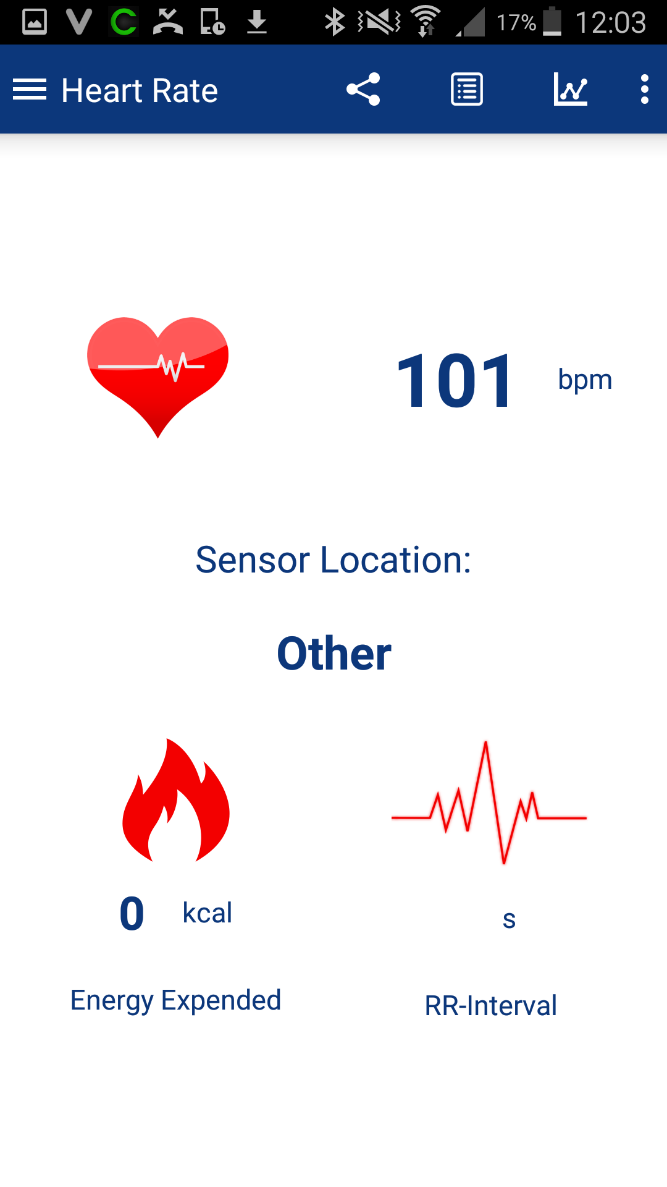 17% 12:03
Heart Rate
101 bpm
Sensor Location:
Other
0 kcal
s
Energy Expended
RR-Interval